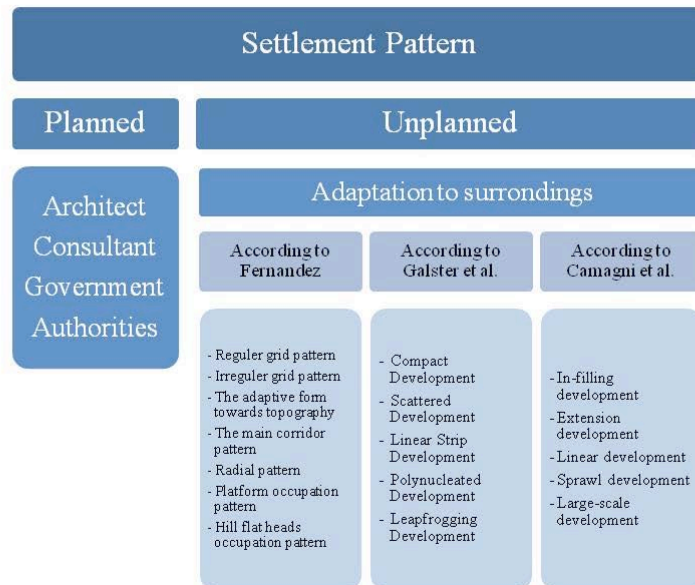 Settlement Pattern
Planned
Unplanned
Architect
Consultant
Government
Authorities
Adaptation to surrondings
According to
Fernandez
According to
Galster et al.
According to
Camagni et al.
- Reguler grid pattern
- Irreguler grid pattern
- The adaptive form
towards topography
- The main corridor
pattern
- Radial pattern
- Platform occupation
pattern
- Hill flat heads
occupation pattern
- Compact
Development
- Scattered
Development
- Linear Strip
Development
- Polynucleated
Development
- Leapfrogging
Development
- In-filling
development
- Extension
development
- Linear development
- Sprawl development
- Large-scale
development